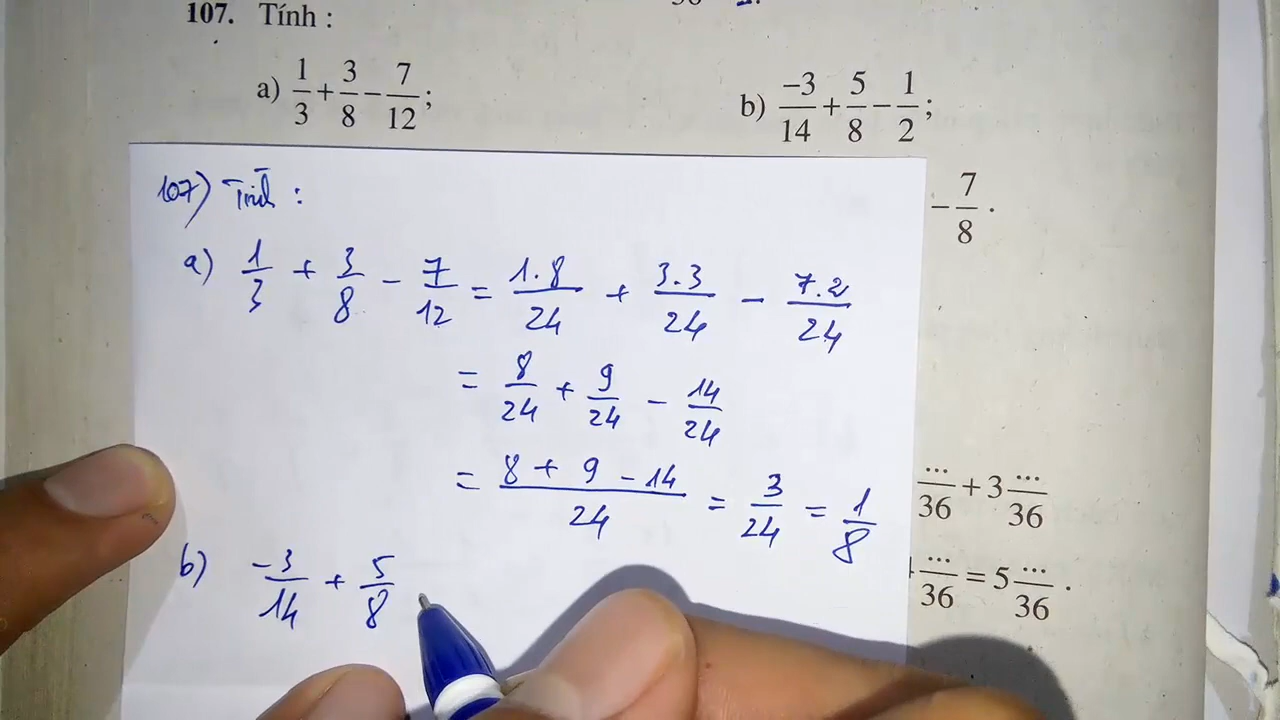 107. Tính :
a) 1/3 + 3/8 − 7/12 ;
b) −3/14 + 5/8 − 1/2 ;
− 7/8 .
107) Tính :
a) 1/3 + 3/8 - 7/12 = 1.8/24 + 3.3/24 - 7.2/24
= 8/24 + 9/24 - 14/24
= (8 + 9 - 14)/24 = 3/24 = 1/8
b) -3/14 + 5/8
.../36 + 3 .../36
.../36 = 5 .../36 .